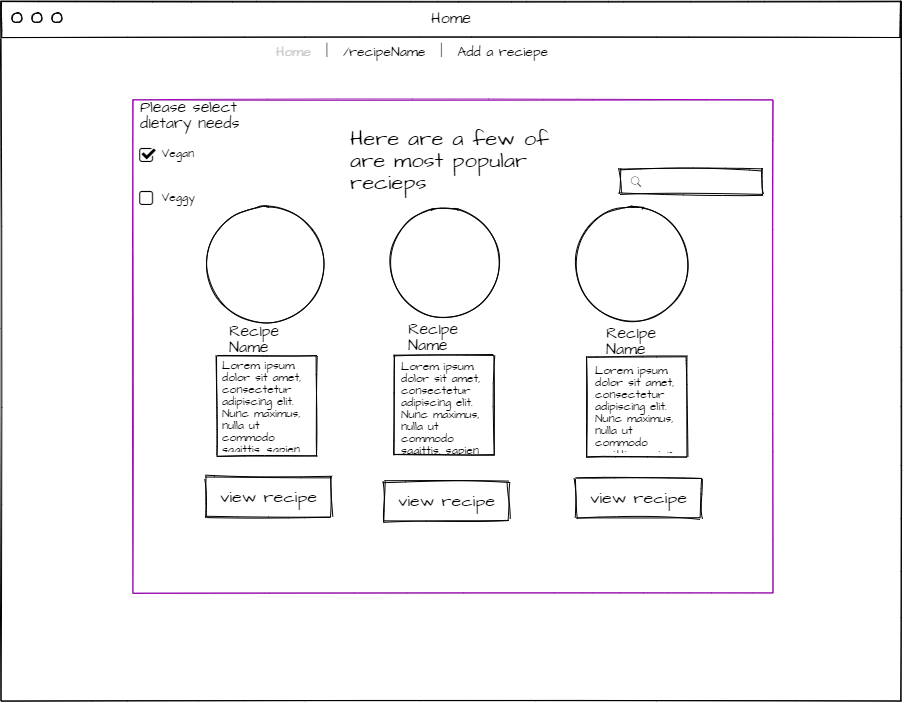 Home
Home | /recipeName | Add a reciepe
Please select
dietary needs
Vegan
Veggy
Here are a few of
are most popular
recieps
Recipe
Name
Lorem ipsum
dolor sit amet,
consectetur
adipiscing elit.
Nunc maximus,
nulla ut
commodo
sagittis, sapien
view recipe
Recipe
Name
Lorem ipsum
dolor sit amet,
consectetur
adipiscing elit.
Nunc maximus,
nulla ut
commodo
sagittis, sapien
view recipe
Recipe
Name
Lorem ipsum
dolor sit amet,
consectetur
adipiscing elit.
Nunc maximus,
nulla ut
commodo
view recipe